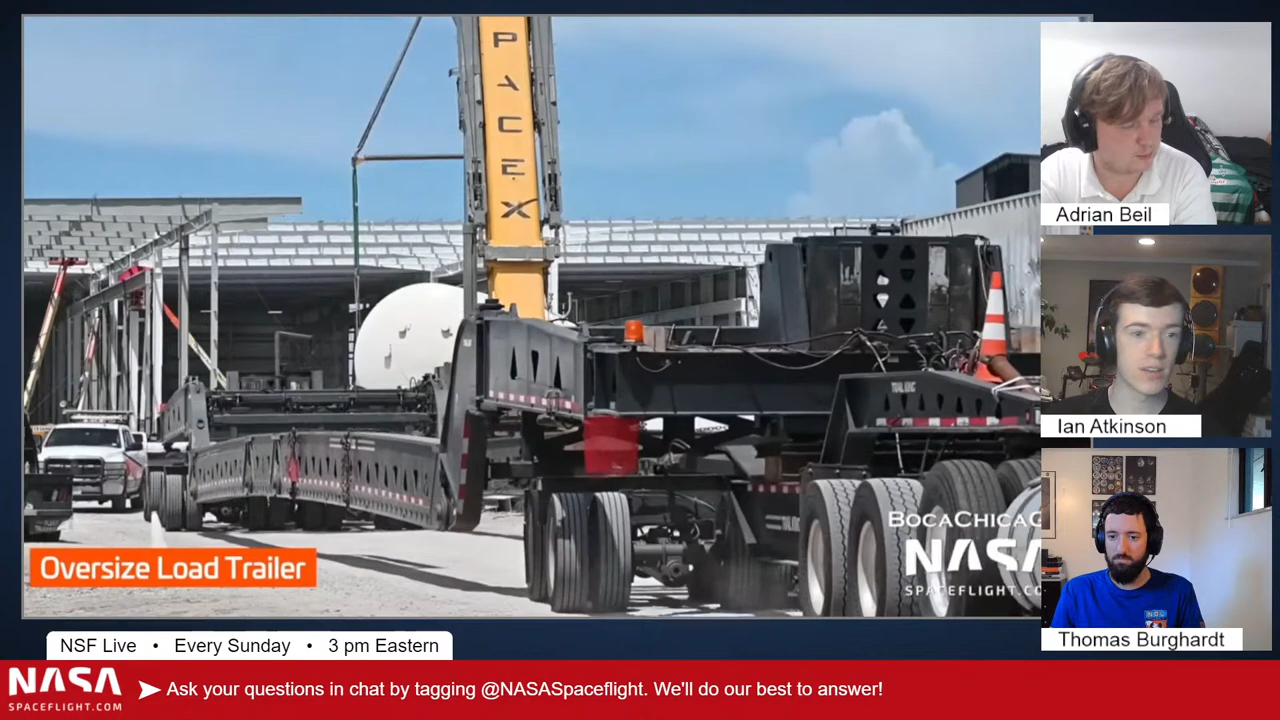 PACEX
Adrian Beil
Ian Atkinson
BOCACHICAG
NASA
SPACEFLIGHT.CO
Oversize Load Trailer
Thomas Burghardt
NSF Live • Every Sunday • 3 pm Eastern
NASA
SPACEFLIGHT.COM
Ask your questions in chat by tagging @NASASpaceflight. We'll do our best to answer!